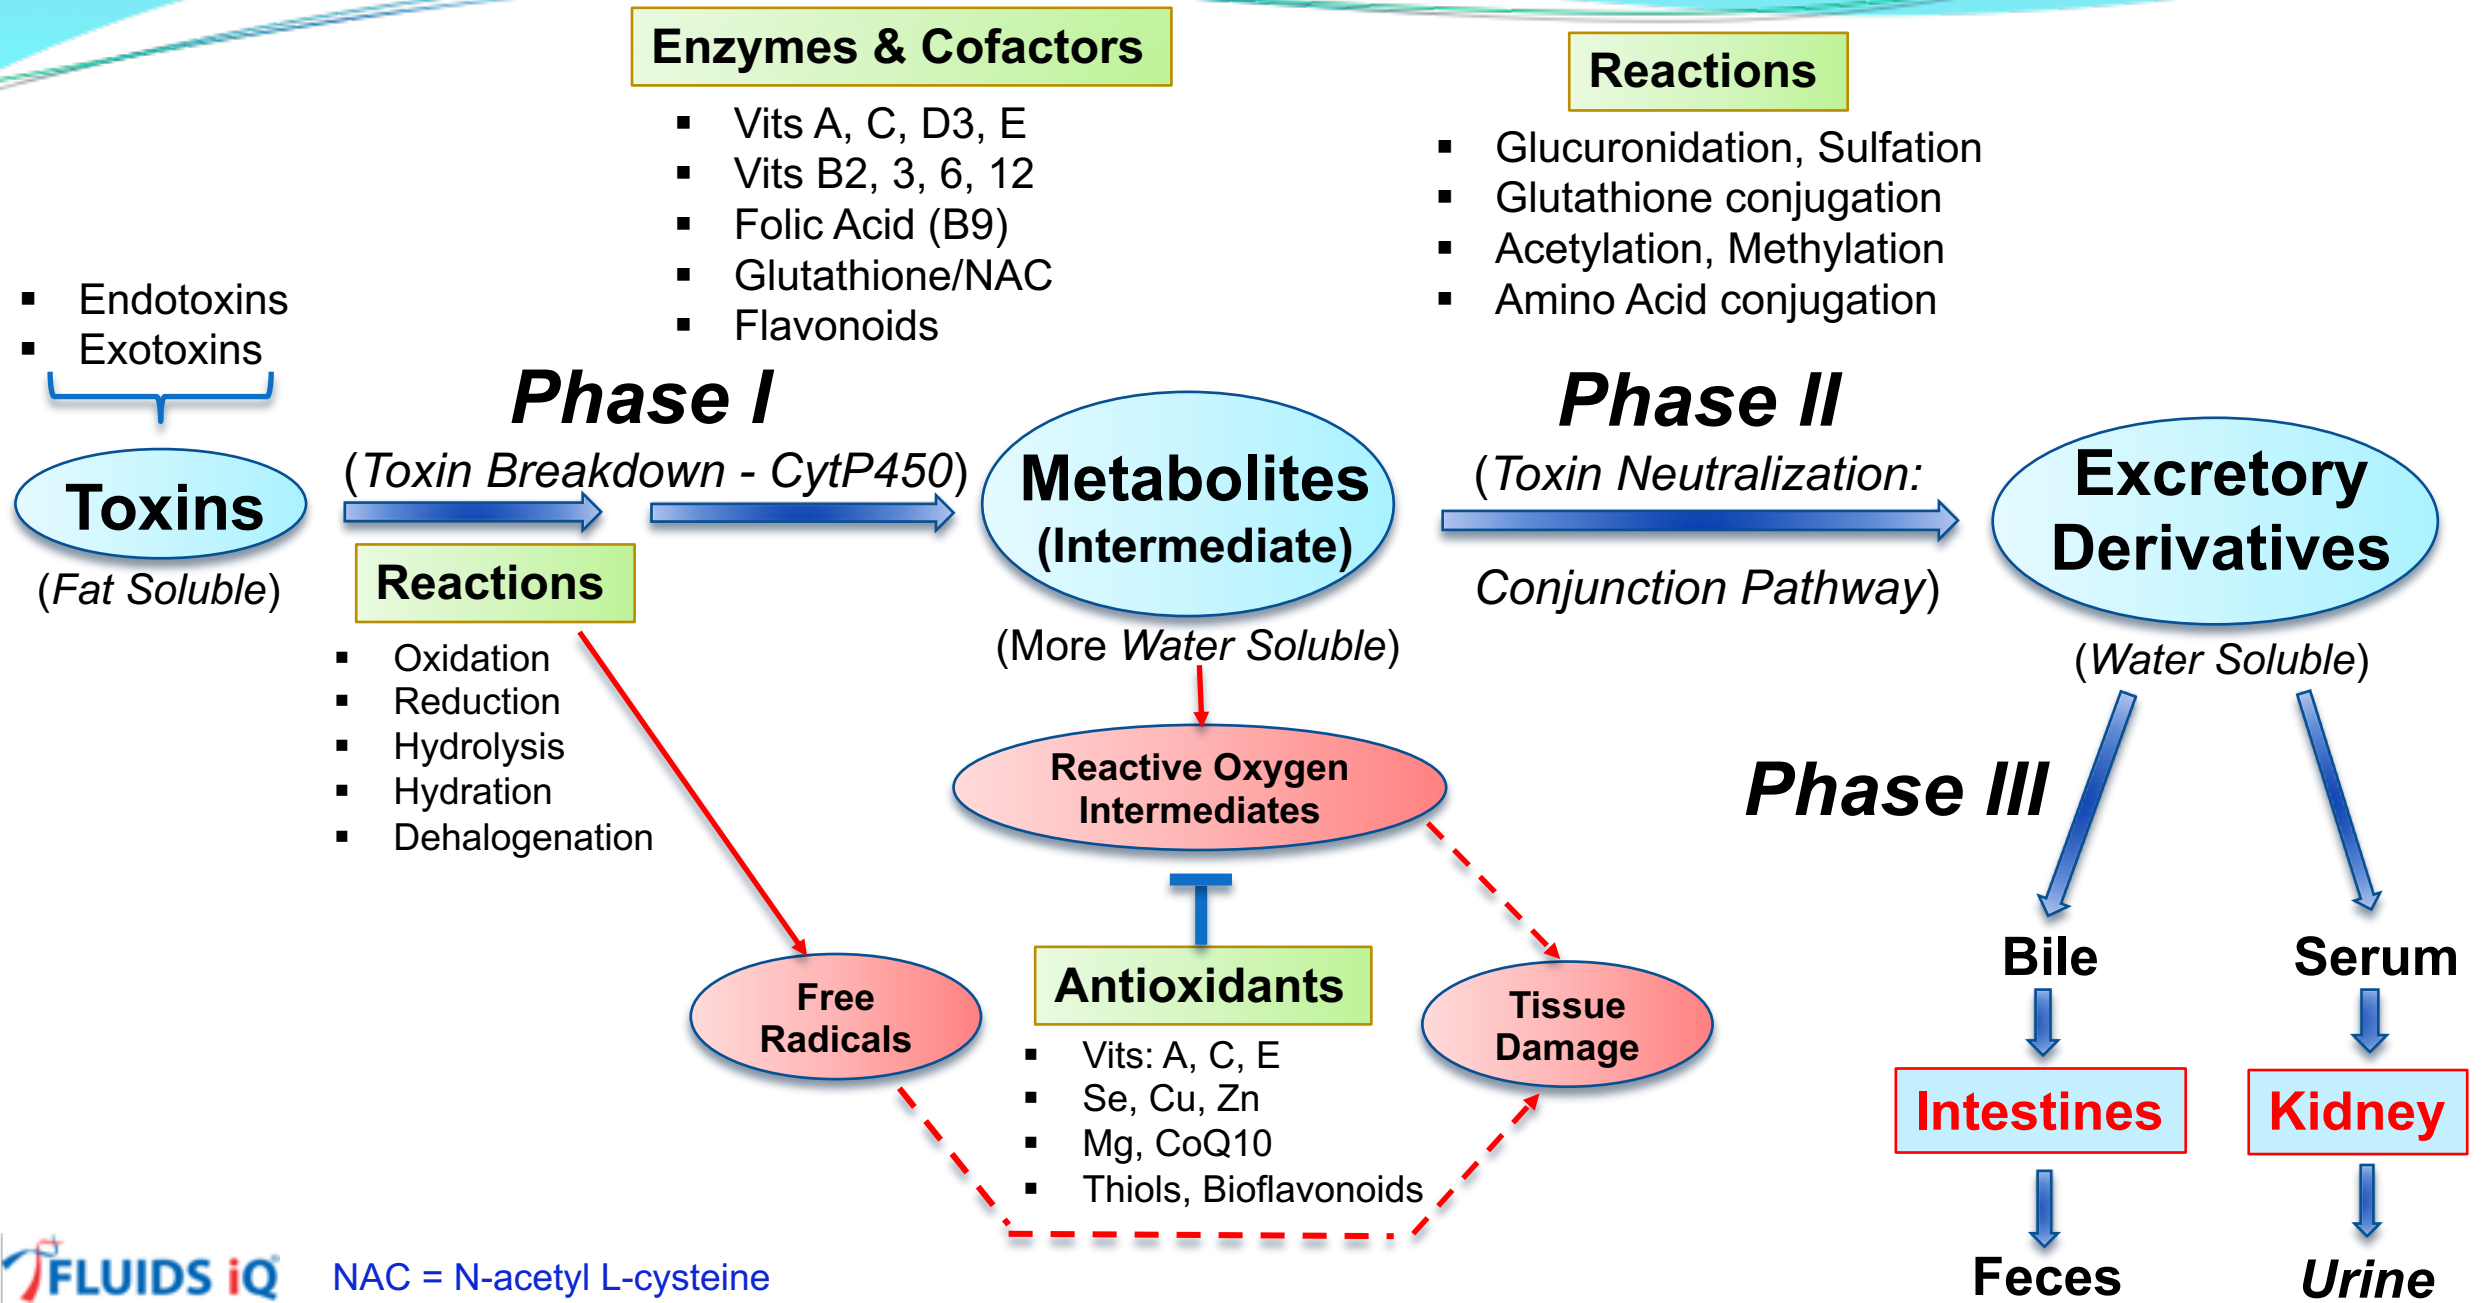 Enzymes & Cofactors
▪ Vits A, C, D3, E
▪ Vits B2, 3, 6, 12
▪ Folic Acid (B9)
▪ Glutathione/NAC
▪ Flavonoids
Reactions
▪ Glucuronidation, Sulfation
▪ Glutathione conjugation
▪ Acetylation, Methylation
▪ Amino Acid conjugation
▪ Endotoxins
▪ Exotoxins
Toxins
(Fat Soluble)
Phase I
(Toxin Breakdown - CytP450)
Reactions
▪ Oxidation
▪ Reduction
▪ Hydrolysis
▪ Hydration
▪ Dehalogenation
Metabolites
(Intermediate)
(More Water Soluble)
Phase II
(Toxin Neutralization:
Conjunction Pathway)
Excretory
Derivatives
(Water Soluble)
Reactive Oxygen
Intermediates
Free
Radicals
Antioxidants
▪ Vits: A, C, E
▪ Se, Cu, Zn
▪ Mg, CoQ10
▪ Thiols, Bioflavonoids
Tissue
Damage
Phase III
Bile
Serum
Intestines
Kidney
Feces
Urine
FLUIDS iQ
NAC = N-acetyl L-cysteine